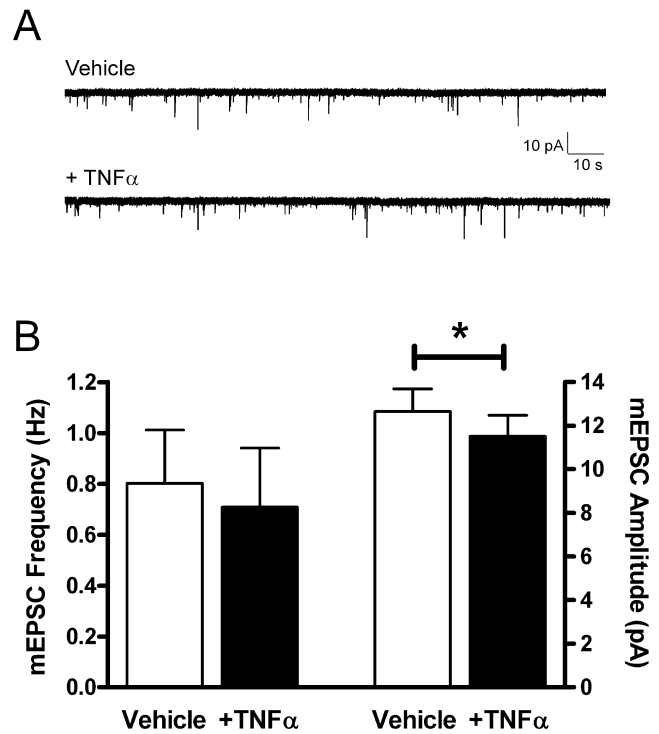 A
Vehicle
10 pA
10 s
+ TNFα
B
*
mEPSC Frequency (Hz)
1.2
1.0
0.8
0.6
0.4
0.2
0.0
14
12
10
8
6
4
2
0
mEPSC Amplitude (pA)
Vehicle +TNFα Vehicle +TNFα